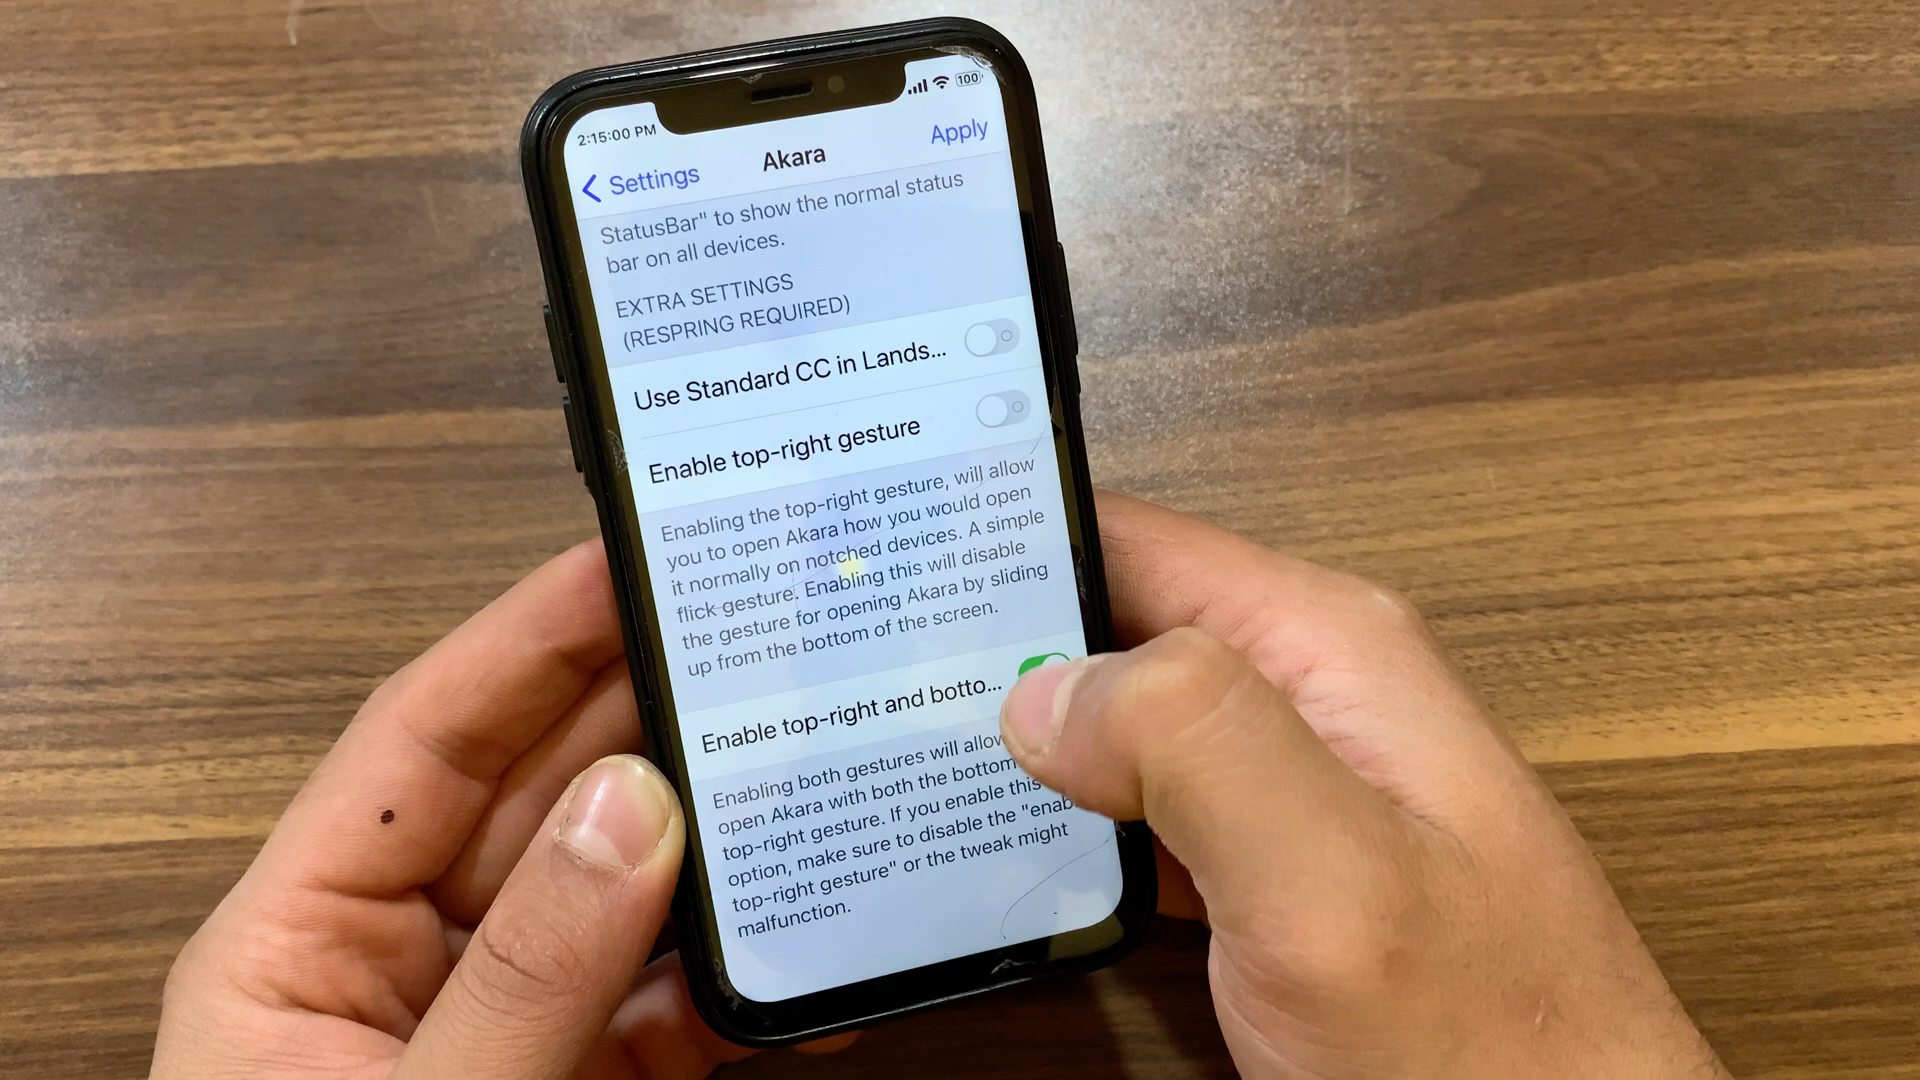 2:15:00 PM
100
Settings
Akara
Apply
StatusBar" to show the normal status
bar on all devices.
EXTRA SETTINGS
(RESPRING REQUIRED)
Use Standard CC in Lands...
Enable top-right gesture
Enabling the top-right gesture, will allow
you to open Akara how you would open
it normally on notched devices. A simple
flick gesture. Enabling this will disable
the gesture for opening Akara by sliding
up from the bottom of the screen.
Enable top-right and botto...
Enabling both gestures will allow
open Akara with both the bottom
top-right gesture. If you enable this
option, make sure to disable the "enab
top-right gesture" or the tweak might
malfunction.